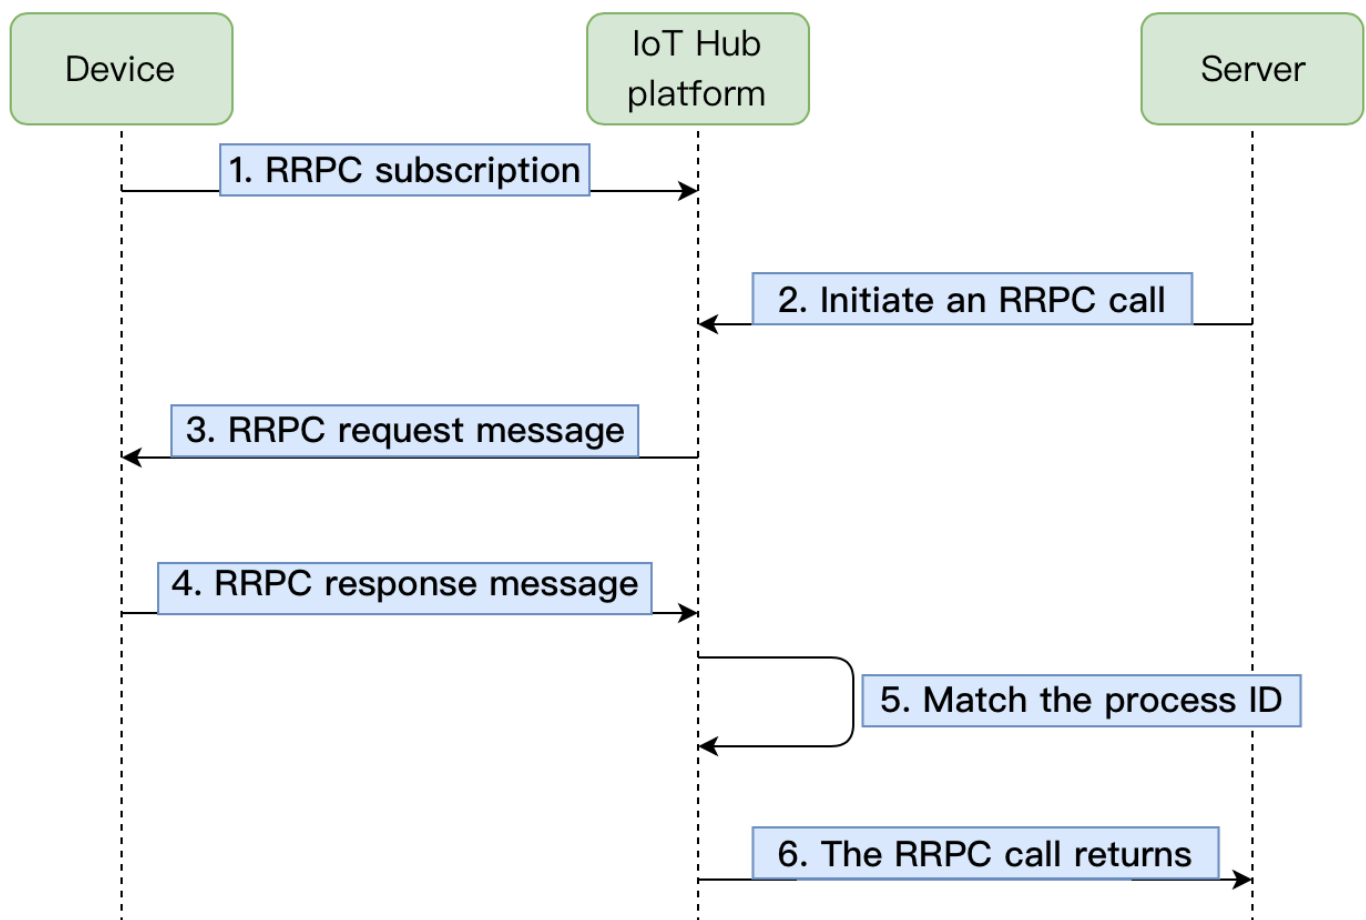 Device
IoT Hub
platform
Server
1. RRPC subscription
2. Initiate an RRPC call
3. RRPC request message
4. RRPC response message
5. Match the process ID
6. The RRPC call returns